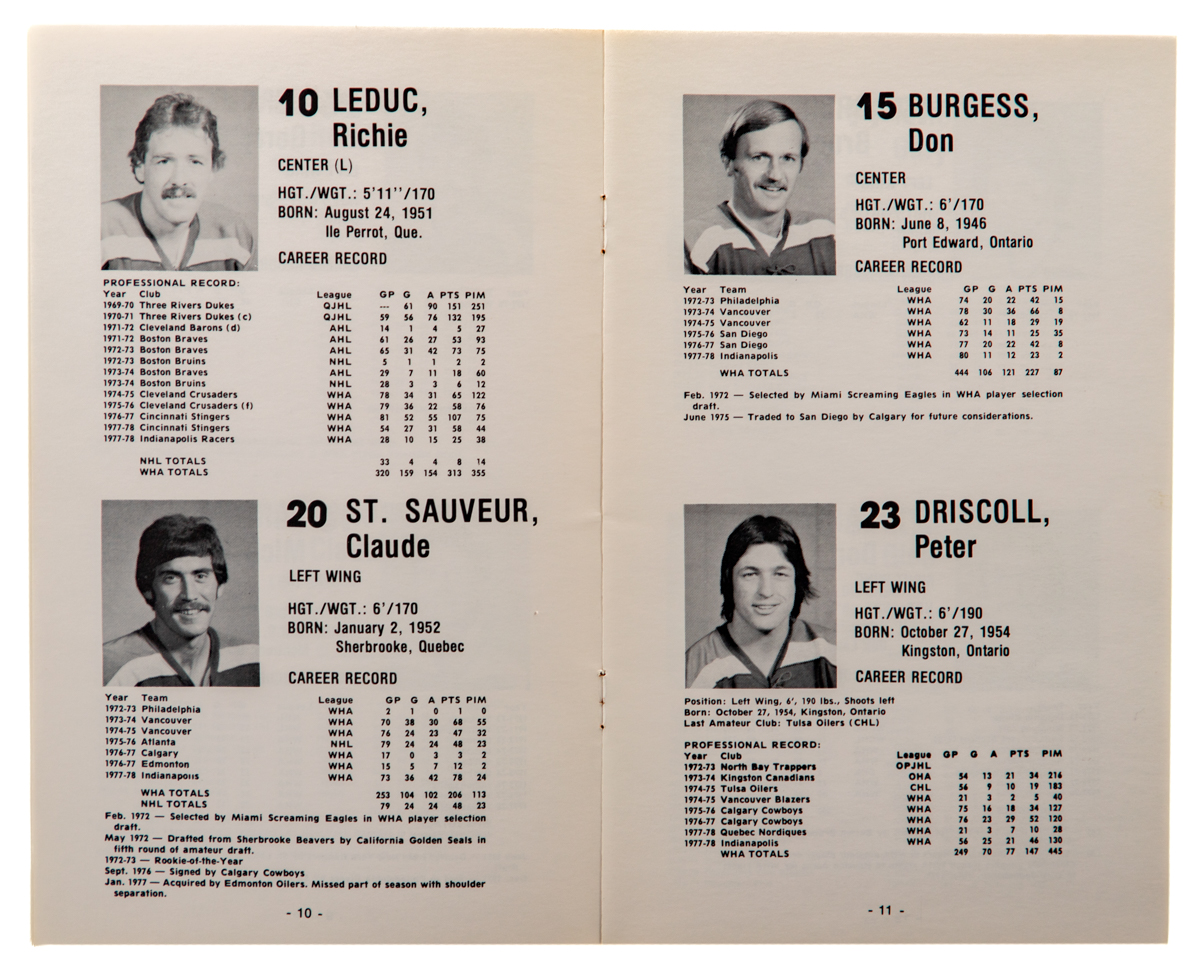 10 LEDUC,
Richie
CENTER (L)
HGT./WGT.: 5'11''/170
BORN: August 24, 1951
Ile Perrot, Que.
CAREER RECORD
PROFESSIONAL RECORD:
Year Club League GP G A PTS PIM
1969-70 Three Rivers Dukes QJHL --- 61 90 151 251
1970-71 Three Rivers Dukes (c) QJHL 59 56 76 132 195
1971-72 Cleveland Barons (d) AHL 14 1 4 5 27
1971-72 Boston Braves AHL 61 26 27 53 93
1972-73 Boston Braves AHL 65 31 42 73 75
1972-73 Boston Bruins NHL 5 1 1 2 2
1973-74 Boston Braves AHL 29 7 11 18 60
1973-74 Boston Bruins NHL 28 3 3 6 12
1974-75 Cleveland Crusaders WHA 78 34 31 65 122
1975-76 Cleveland Crusaders (f) WHA 79 36 22 58 76
1976-77 Cincinnati Stingers WHA 81 52 55 107 75
1977-78 Cincinnati Stingers WHA 54 27 31 58 44
1977-78 Indianapolis Racers WHA 28 10 15 25 38
NHL TOTALS 33 4 4 8 14
WHA TOTALS 320 159 154 313 355
20 ST. SAUVEUR,
Claude
LEFT WING
HGT./WGT.: 6'/170
BORN: January 2, 1952
Sherbrooke, Quebec
CAREER RECORD
Year Team League GP G A PTS PIM
1972-73 Philadelphia WHA 2 1 0 1 0
1973-74 Vancouver WHA 70 38 30 68 55
1974-75 Vancouver WHA 76 24 23 47 32
1975-76 Atlanta NHL 79 24 24 48 23
1976-77 Calgary WHA 17 0 3 3 2
1976-77 Edmonton WHA 15 5 7 12 2
1977-78 Indianapolis WHA 73 36 42 78 24
WHA TOTALS 253 104 102 206 113
NHL TOTALS 79 24 24 48 23
Feb. 1972 — Selected by Miami Screaming Eagles in WHA player selection
draft.
May 1972 — Drafted from Sherbrooke Beavers by California Golden Seals in
fifth round of amateur draft.
1972-73 — Rookie-of-the-Year
Sept. 1976 — Signed by Calgary Cowboys
Jan. 1977 — Acquired by Edmonton Oilers. Missed part of season with shoulder
separation.
- 10 -
15 BURGESS,
Don
CENTER
HGT./WGT.: 6'/170
BORN: June 8, 1946
Port Edward, Ontario
CAREER RECORD
Year Team League GP G A PTS PIM
1972-73 Philadelphia WHA 74 20 22 42 15
1973-74 Vancouver WHA 78 30 36 66 8
1974-75 Vancouver WHA 62 11 18 29 19
1975-76 San Diego WHA 73 14 11 25 35
1976-77 San Diego WHA 77 20 22 42 8
1977-78 Indianapolis WHA 80 11 12 23 2
WHA TOTALS 444 106 121 227 87
Feb. 1972 — Selected by Miami Screaming Eagles in WHA player selection
draft.
June 1975 — Traded to San Diego by Calgary for future considerations.
23 DRISCOLL,
Peter
LEFT WING
HGT./WGT.: 6'/190
BORN: October 27, 1954
Kingston, Ontario
CAREER RECORD
Position: Left Wing, 6', 190 lbs., Shoots left
Born: October 27, 1954, Kingston, Ontario
Last Amateur Club: Tulsa Oilers (CHL)
PROFESSIONAL RECORD:
Year Club League GP G A PTS PIM
1972-73 North Bay Trappers OPJHL
1973-74 Kingston Canadians OHA 54 13 21 34 216
1974-75 Tulsa Oilers CHL 56 9 10 19 183
1974-75 Vancouver Blazers WHA 21 3 2 5 40
1975-76 Calgary Cowboys WHA 75 16 18 34 127
1976-77 Calgary Cowboys WHA 76 23 29 52 120
1977-78 Quebec Nordiques WHA 21 3 7 10 28
1977-78 Indianapolis WHA 56 25 21 46 130
WHA TOTALS 249 70 77 147 445
- 11 -